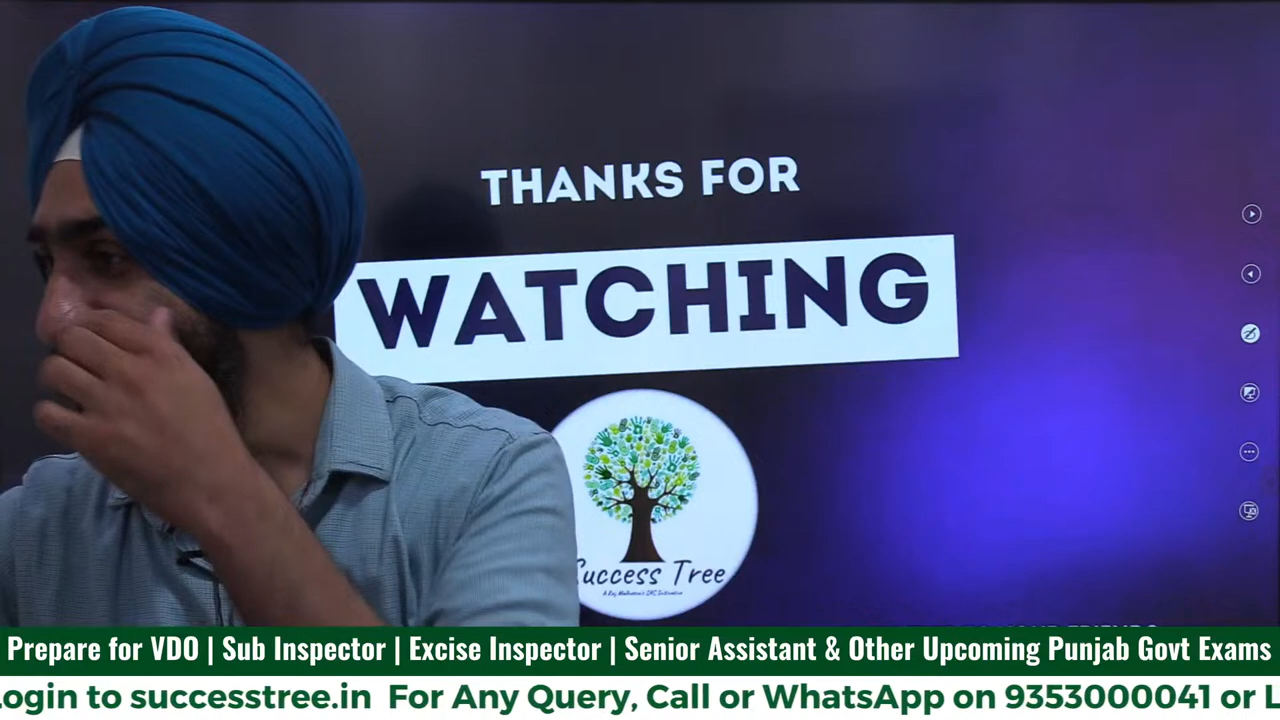 THANKS FOR
WATCHING
Success Tree
Prepare for VDO | Sub Inspector | Excise Inspector | Senior Assistant & Other Upcoming Punjab Govt Exams
Login to successtree.in For Any Query, Call or WhatsApp on 9353000041 or L